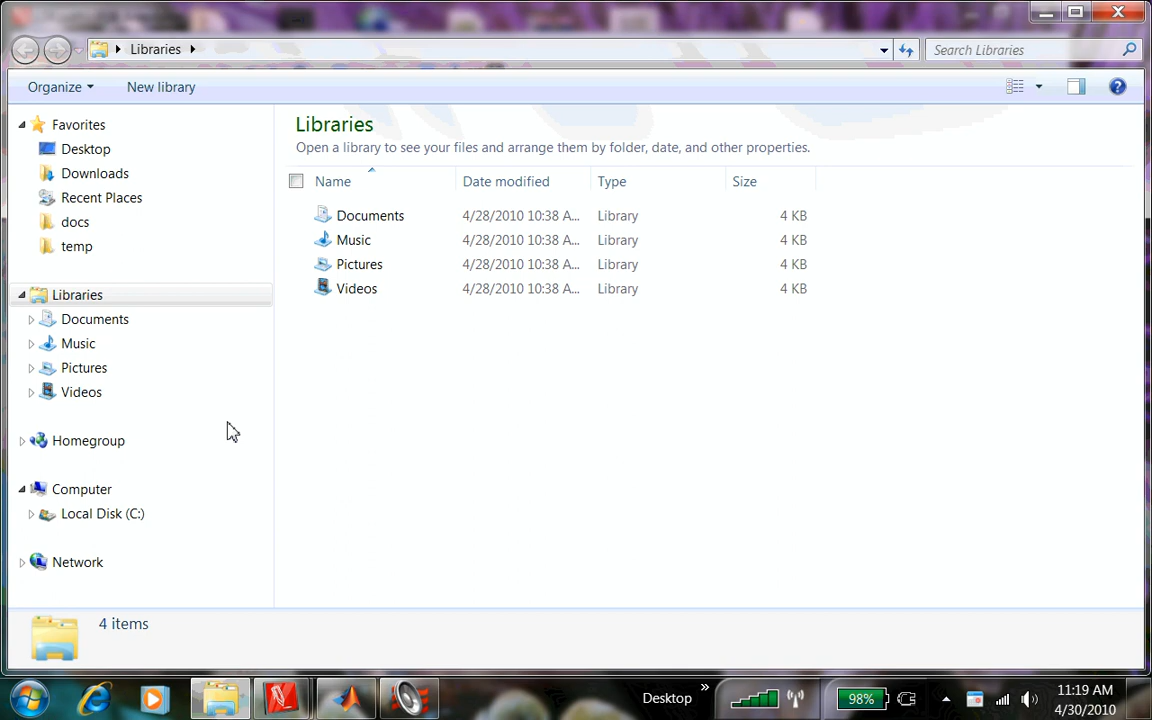 Libraries
Search Libraries
Organize
New library
Favorites
Desktop
Downloads
Recent Places
docs
temp
Libraries
Documents
Music
Pictures
Videos
Homegroup
Computer
Local Disk (C:)
Network
Libraries
Open a library to see your files and arrange them by folder, date, and other properties.
Name Date modified Type Size
Documents 4/28/2010 10:38 A... Library 4 KB
Music 4/28/2010 10:38 A... Library 4 KB
Pictures 4/28/2010 10:38 A... Library 4 KB
Videos 4/28/2010 10:38 A... Library 4 KB
4 items
Desktop » 98% 11:19 AM
4/30/2010